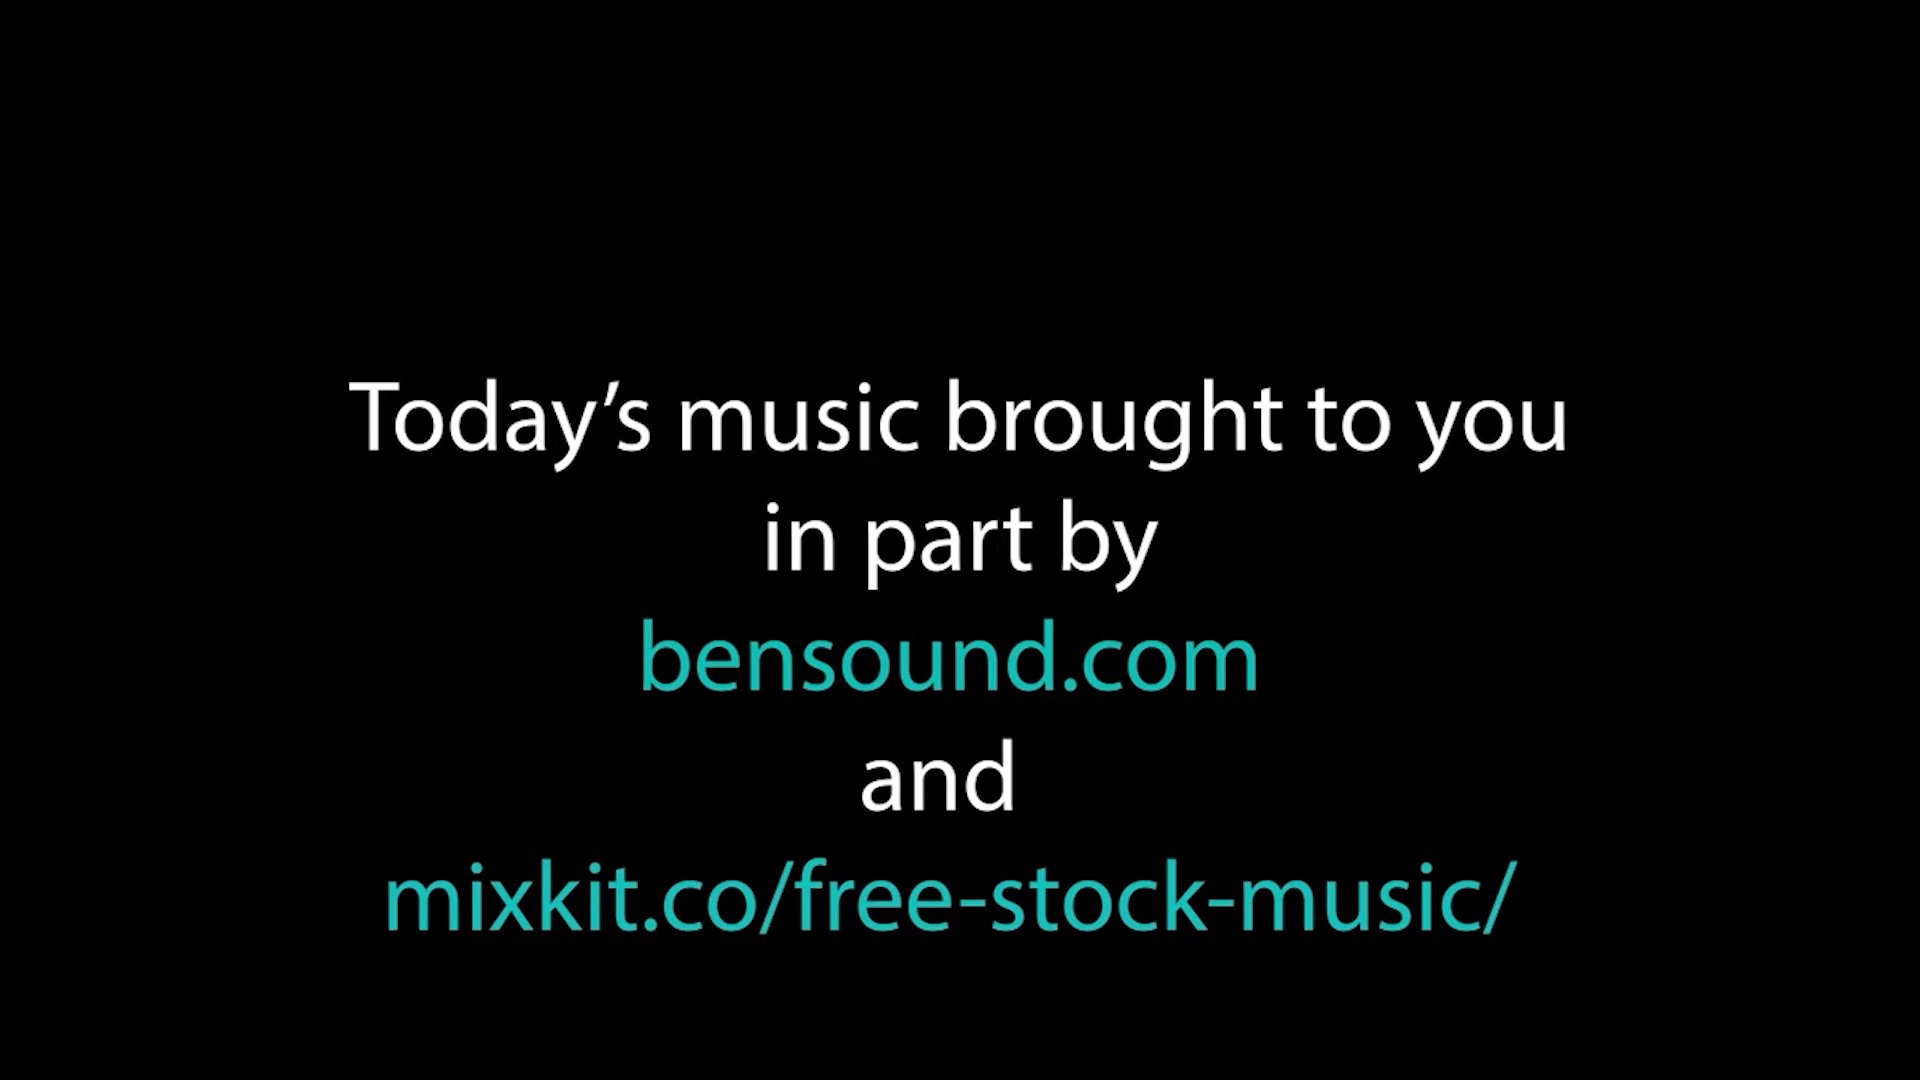 Today’s music brought to you
in part by
bensound.com
and
mixkit.co/free-stock-music/